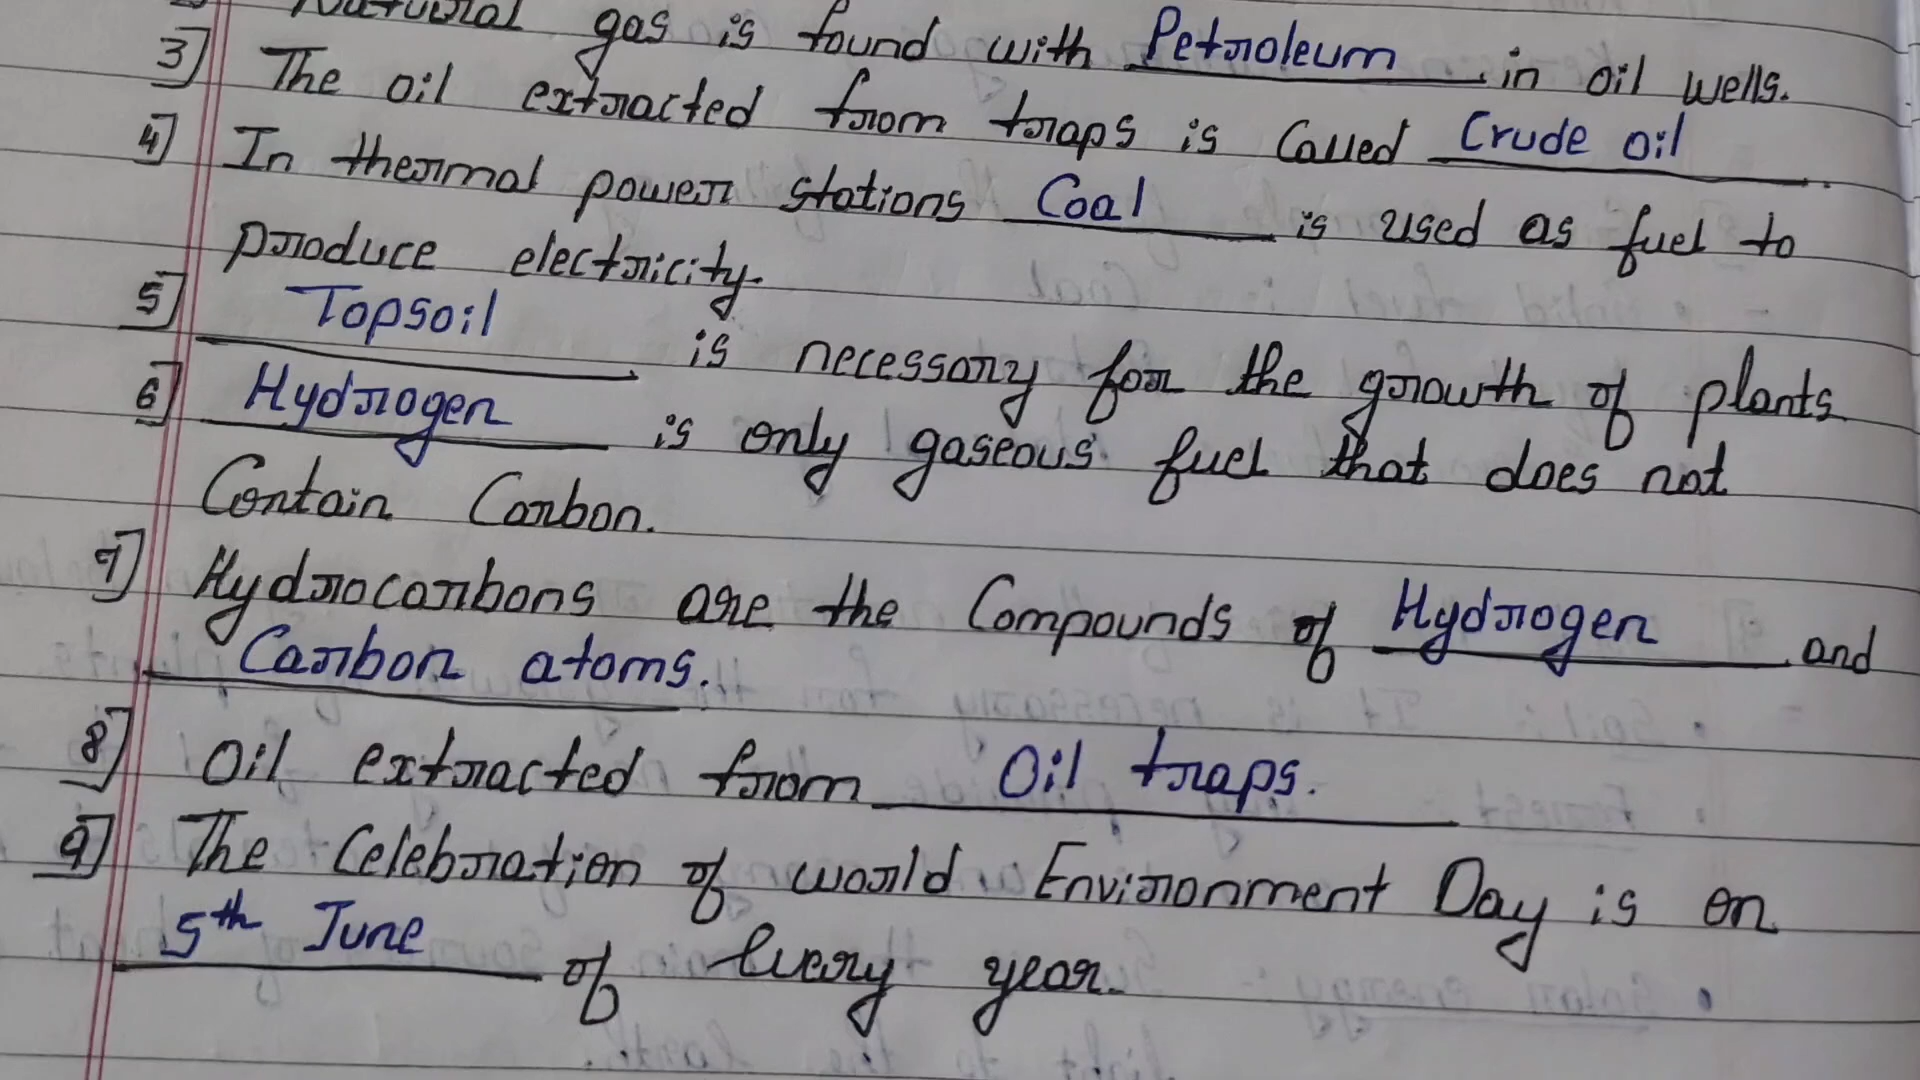 Natural gas is found with Petroleum in oil wells.
3] The oil extracted from traps is Called Crude oil.
4] In thermal power stations Coal is used as fuel to
produce electricity.
5] Topsoil is necessary for the growth of plants
6] Hydrogen is only gaseous fuel that does not
Contain Carbon.
7] Hydrocarbons are the Compounds of Hydrogen and
Carbon atoms.
8] Oil extracted from Oil traps.
9] The Celebration of world Environment Day is on
5th June of every year.